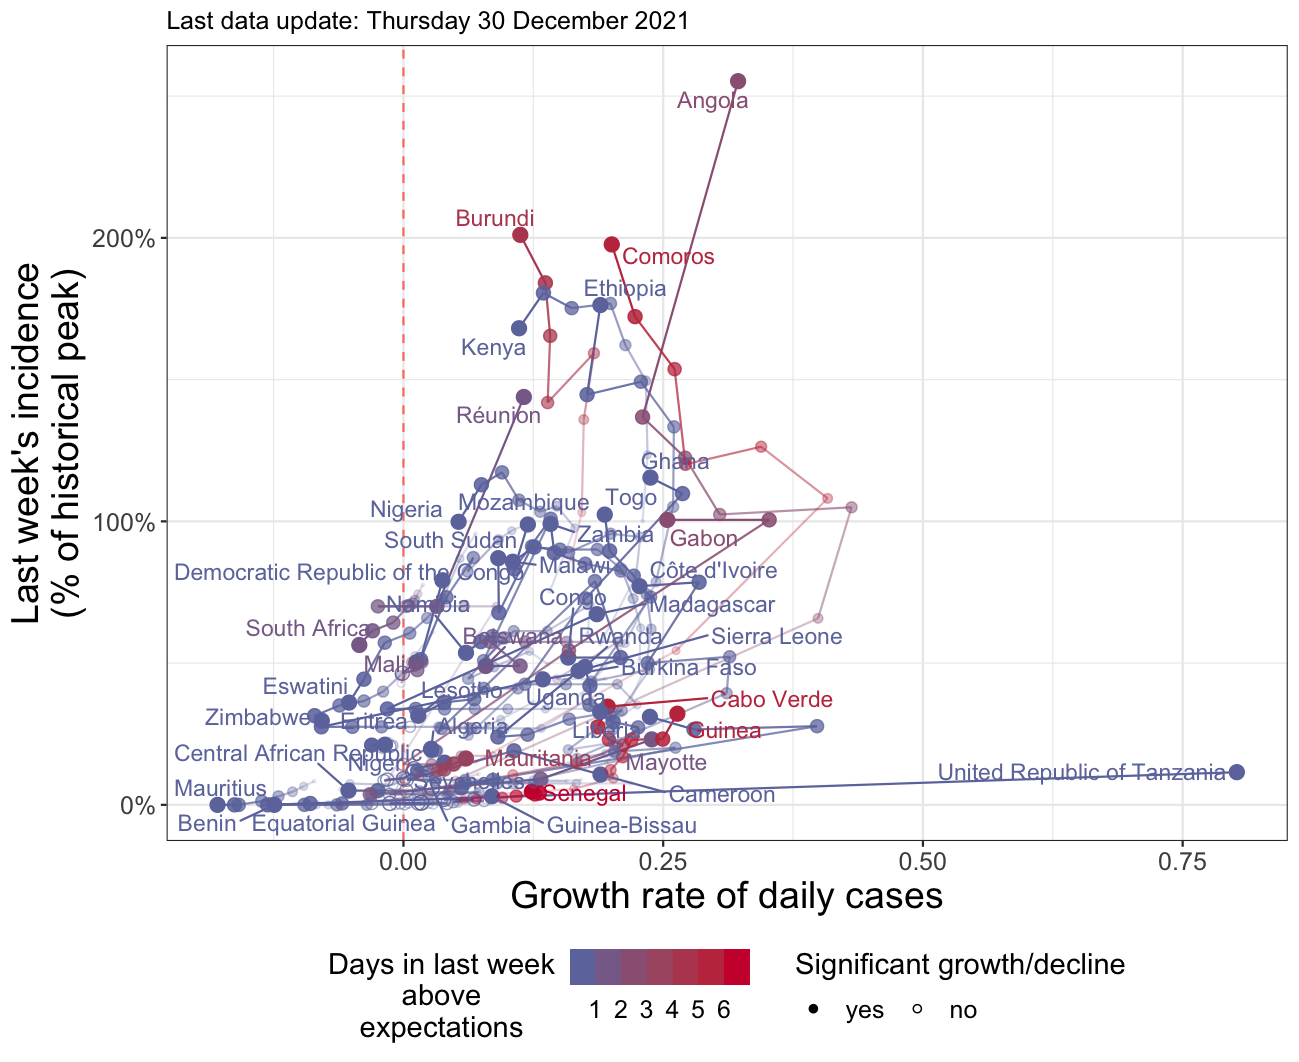 Last data update: Thursday 30 December 2021
Last week's incidence
(% of historical peak)
200%
100%
0%
Angola
Burundi
Comoros
Ethiopia
Kenya
Réunion
Ghana
Nigeria
Mozambique
Togo
South Sudan
Zambia
Gabon
Democratic Republic of the Congo
Malawi
Côte d'Ivoire
Namibia
Congo
Madagascar
South Africa
Botswana
Rwanda
Sierra Leone
Mali
Burkina Faso
Eswatini
Lesotho
Uganda
Cabo Verde
Zimbabwe
Eritrea
Algeria
Liberia
Guinea
Central African Republic
Niger
Mauritania
Mayotte
United Republic of Tanzania
Mauritius
Seychelles
Senegal
Cameroon
Benin
Equatorial Guinea
Gambia
Guinea-Bissau
0.00
0.25
0.50
0.75
Growth rate of daily cases
Days in last week
above
expectations
1 2 3 4 5 6
Significant growth/decline
yes
no